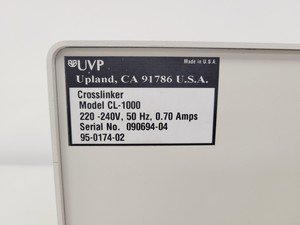 UVP
Made in U.S.A.
Upland, CA 91786 U.S.A.
Crosslinker
Model CL-1000
220 -240V, 50 Hz, 0.70 Amps
Serial No. 090694-04
95-0174-02